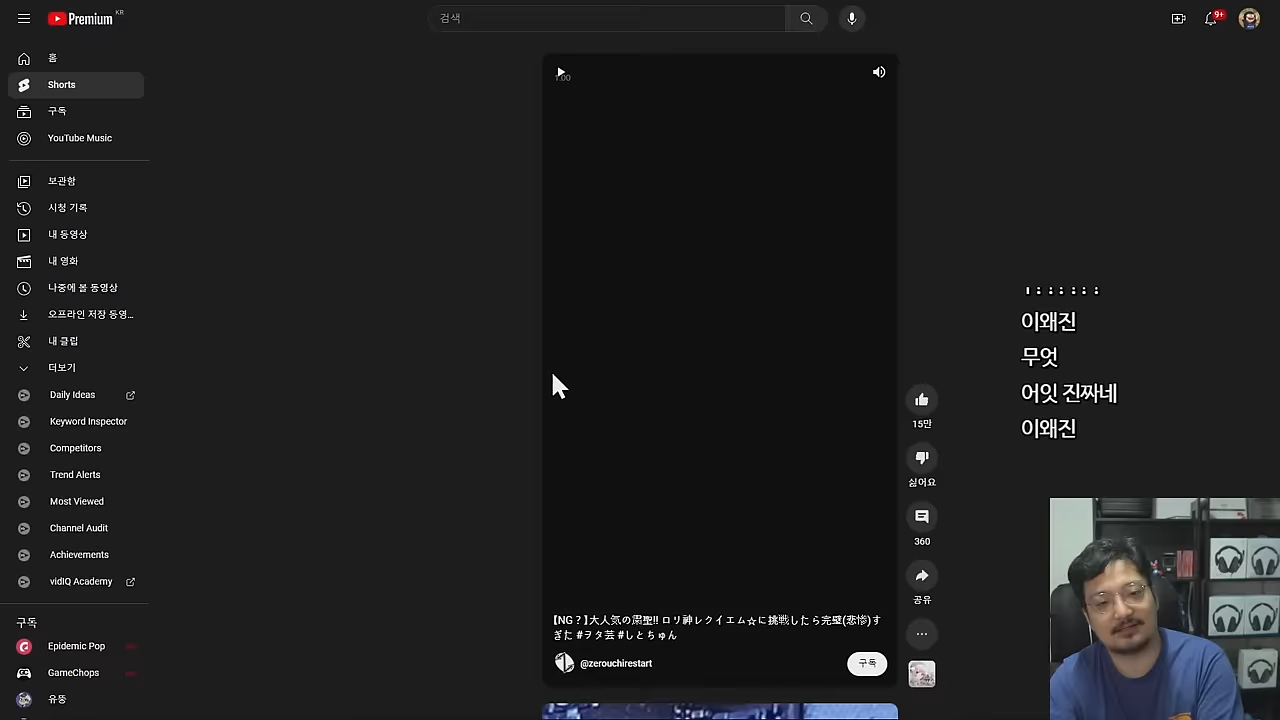 Premium KR
검색
9+
홈
Shorts
구독
YouTube Music
보관함
시청 기록
내 동영상
내 영화
나중에 볼 동영상
오프라인 저장 동영...
내 클립
더보기
Daily Ideas
Keyword Inspector
Competitors
Trend Alerts
Most Viewed
Channel Audit
Achievements
vidIQ Academy
구독
Epidemic Pop
GameChops
유뚱
1.00
15만
싫어요
360
공유
【NG？】大人気の粛聖!! ロリ神レクイエム☆に挑戦したら完璧(悲惨)す
ぎた #ヲタ芸 #しとちゅん
@zerouchirestart
구독
이왜진
무엇
어잇 진짜네
이왜진